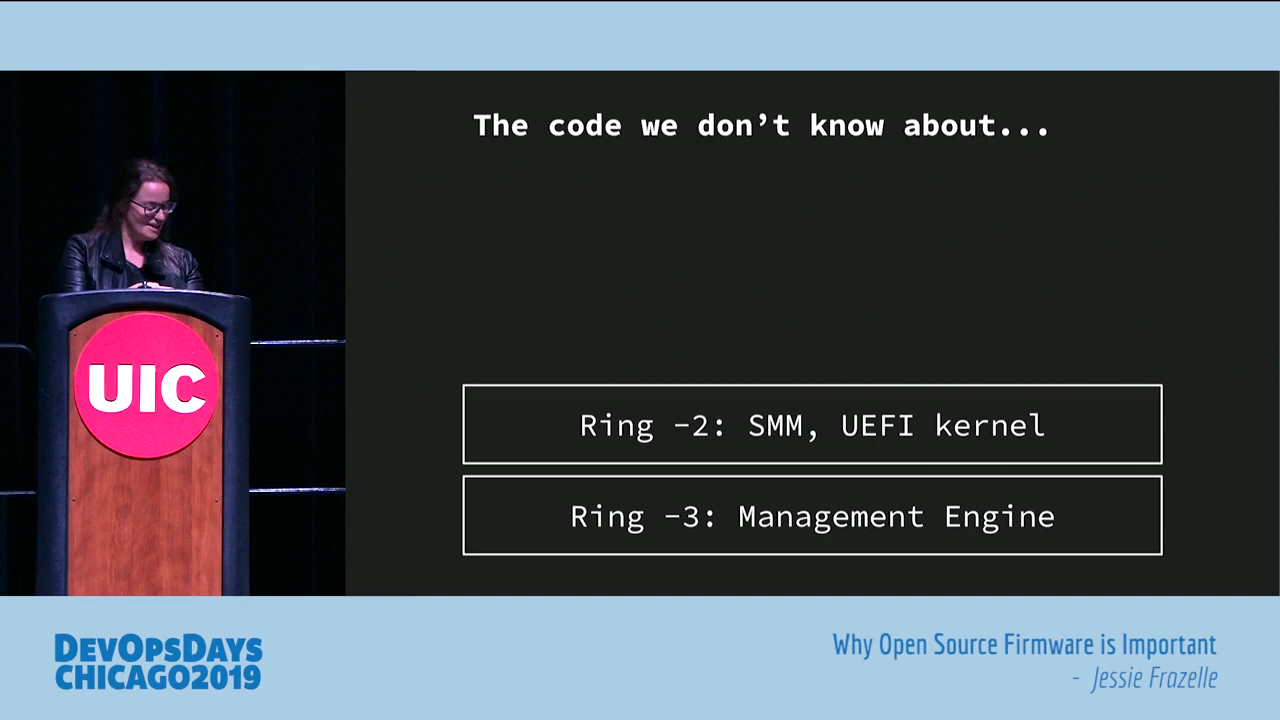 The code we don’t know about...
UIC
Ring -2: SMM, UEFI kernel
Ring -3: Management Engine
DEVOPSDAYS
CHICAGO2019
Why Open Source Firmware is Important
- Jessie Frazelle